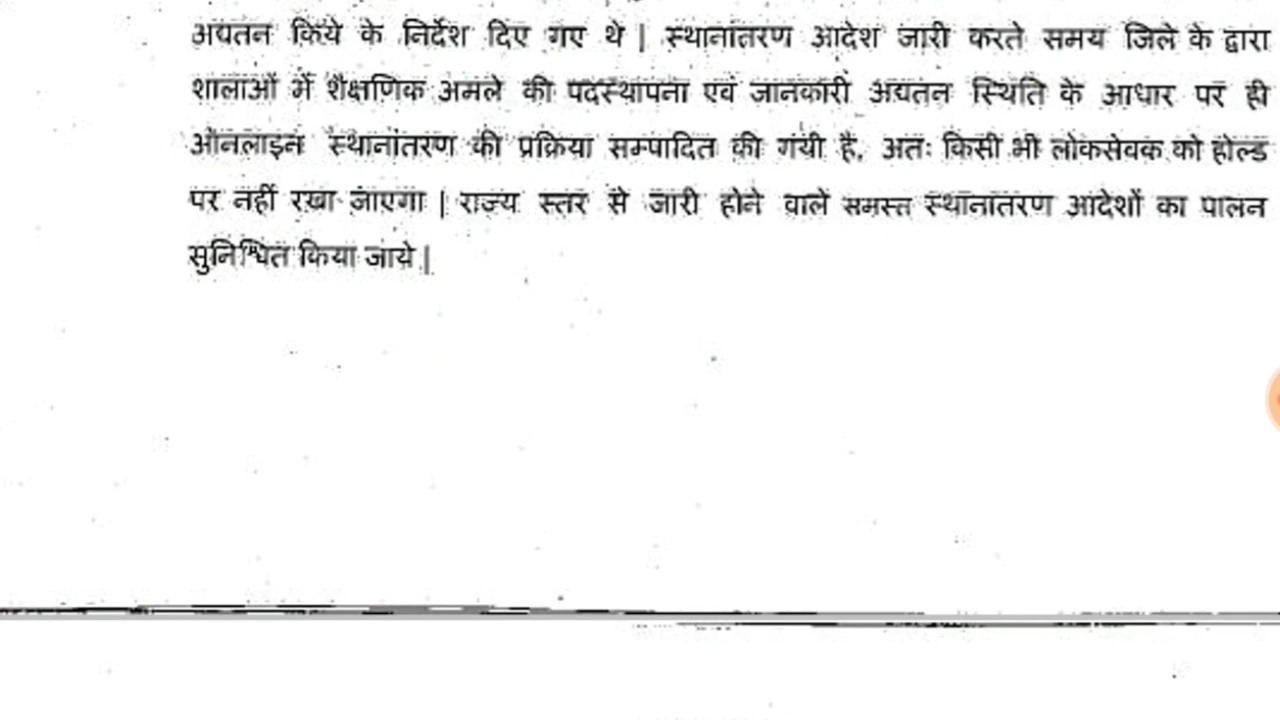 अद्यतन किये के निर्देश दिए गए थे | स्थानांतरण आदेश जारी करते समय जिले के द्वारा
शालाओं में शैक्षणिक अमले की पदस्थापना एवं जानकारी अद्यतन स्थिति के आधार पर ही
ऑनलाइन स्थानांतरण की प्रक्रिया सम्पादित की गयी है, अतः किसी भी लोकसेवक को होल्ड
पर नहीं रखा जाएगा | राज्य स्तर से जारी होने वाले समस्त स्थानांतरण आदेशों का पालन
सुनिश्चित किया जाये |